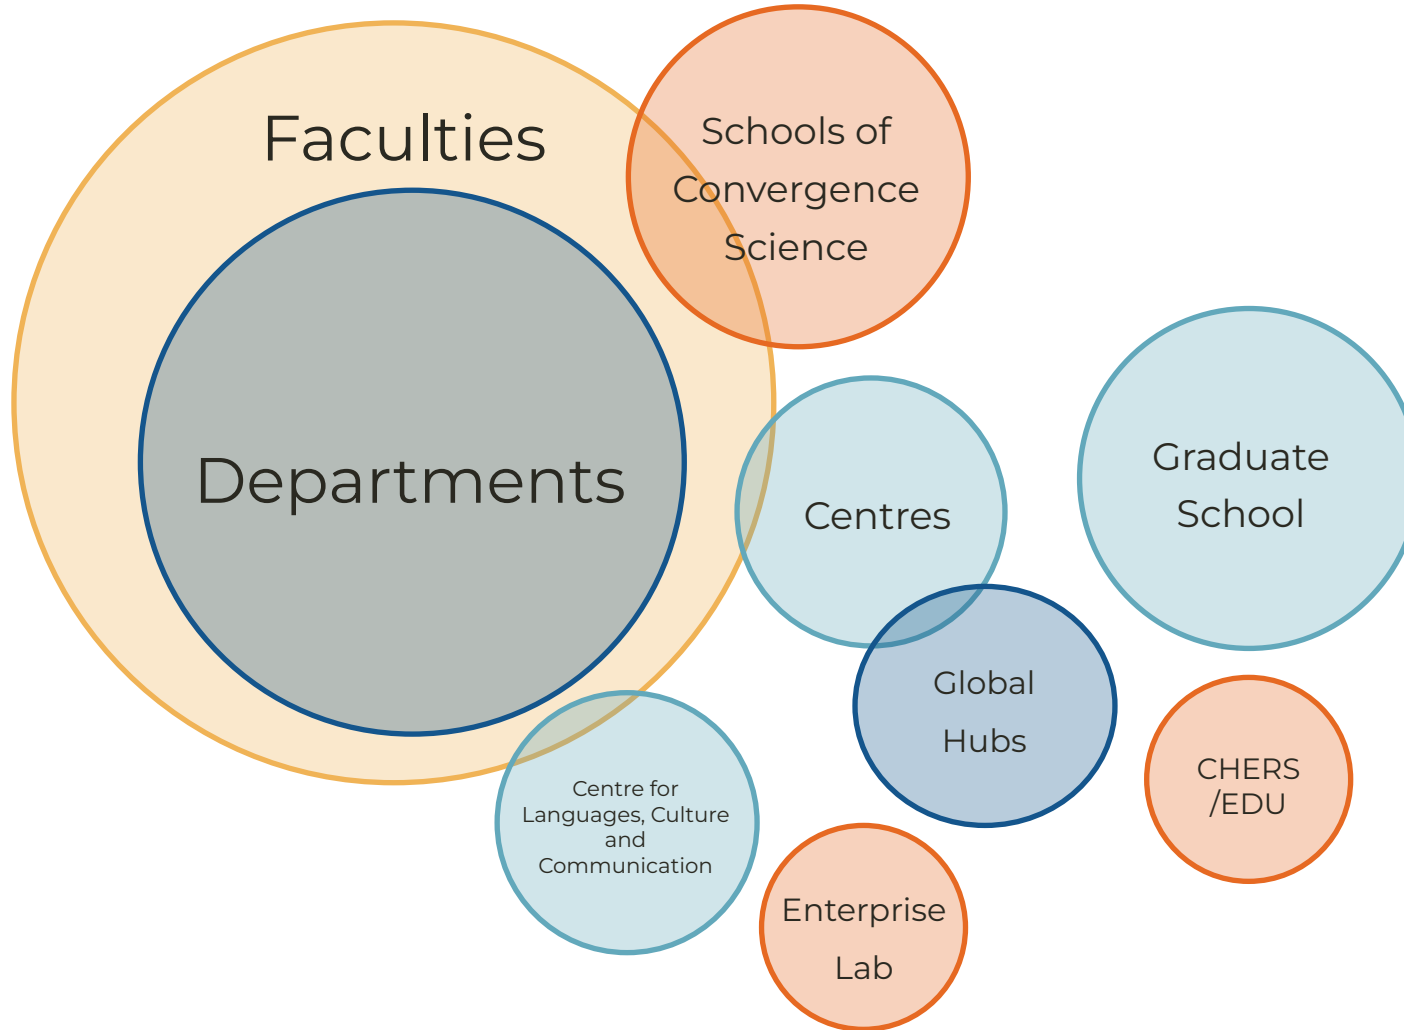 Faculties
Schools of
Convergence
Science
Departments
Centres
Graduate
School
Global
Hubs
CHERS
/EDU
Centre for
Languages, Culture
and
Communication
Enterprise
Lab